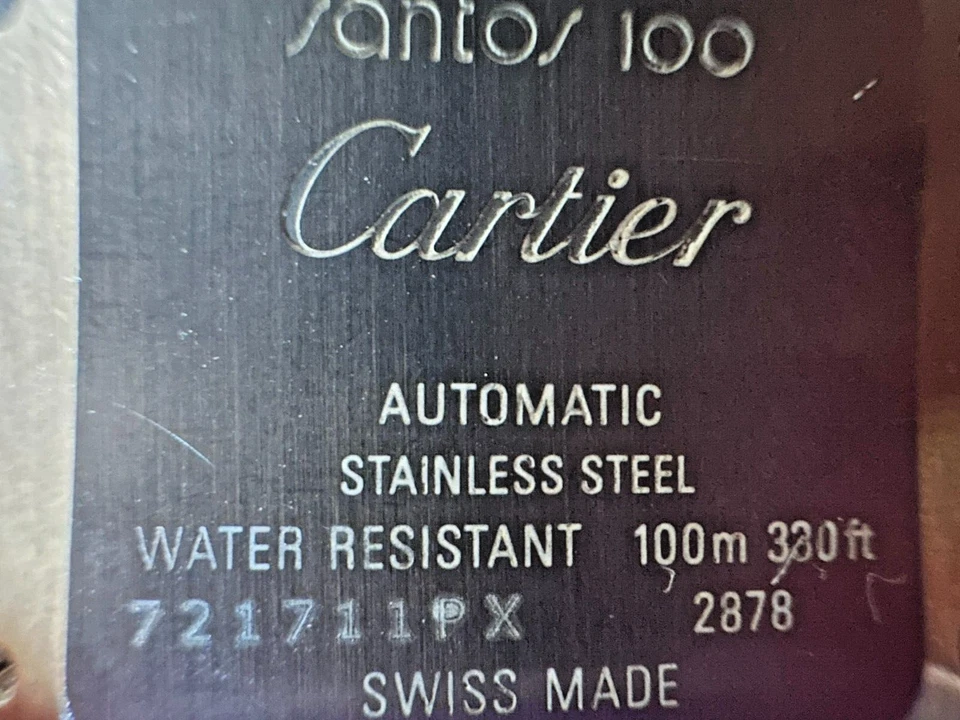 Santos 100
Cartier
AUTOMATIC
STAINLESS STEEL
WATER RESISTANT 100m 330ft
721711PX 2878
SWISS MADE